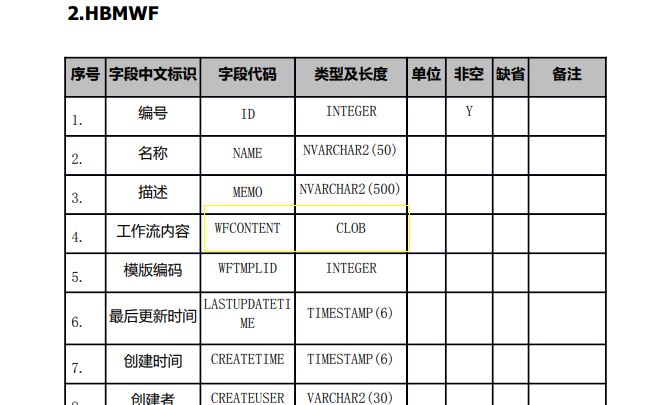 2.HBMWF
序号 字段中文标识 字段代码 类型及长度 单位 非空 缺省 备注
1. 编号 ID INTEGER Y
2. 名称 NAME NVARCHAR2(50)
3. 描述 MEMO NVARCHAR2(500)
4. 工作流内容 WFCONTENT CLOB
5. 模版编码 WFTMPLID INTEGER
6. 最后更新时间 LASTUPDATETI
ME TIMESTAMP(6)
7. 创建时间 CREATETIME TIMESTAMP(6)
创建者 CREATEUSER VARCHAR2(30)